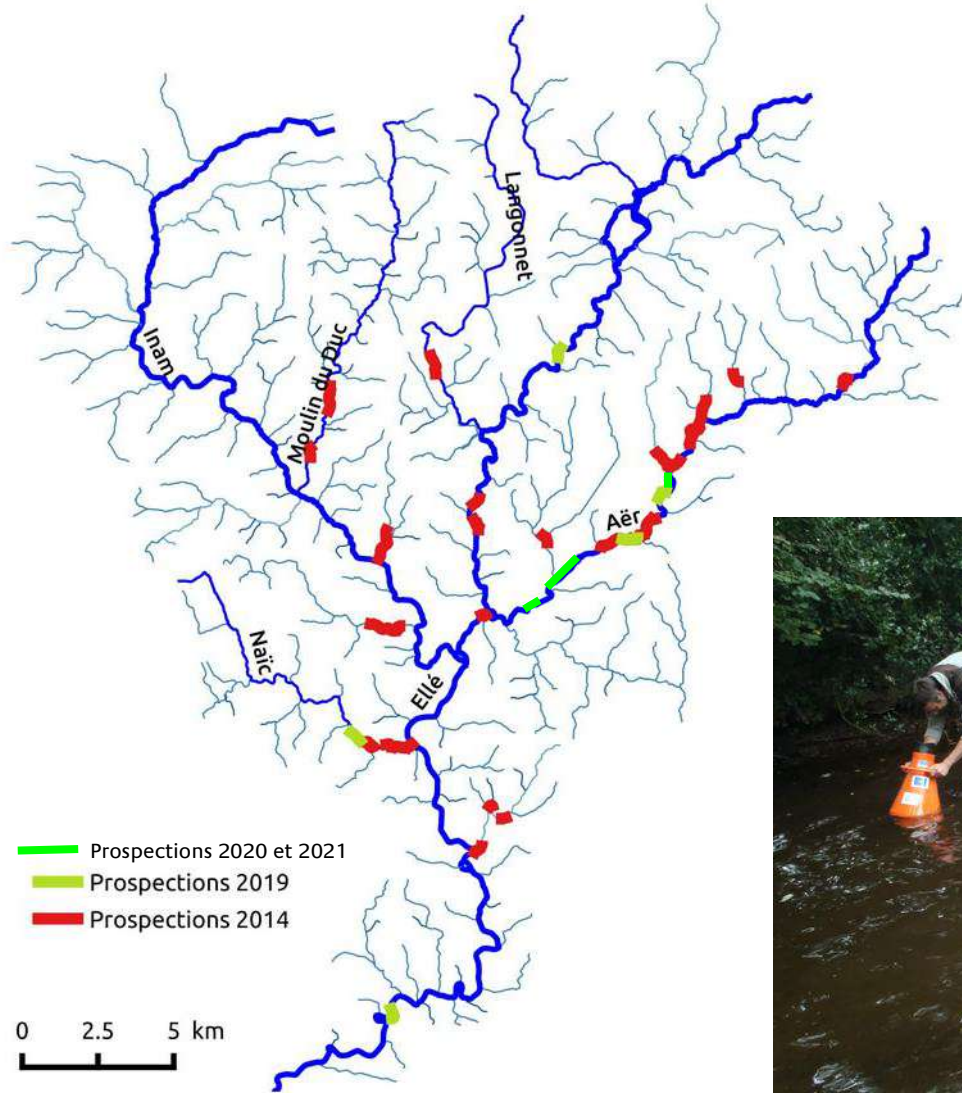 Langonnet
Inam
Moulin du Duc
Aër
Naïc
Ellé
Prospections 2020 et 2021
Prospections 2019
Prospections 2014
0 2.5 5 km